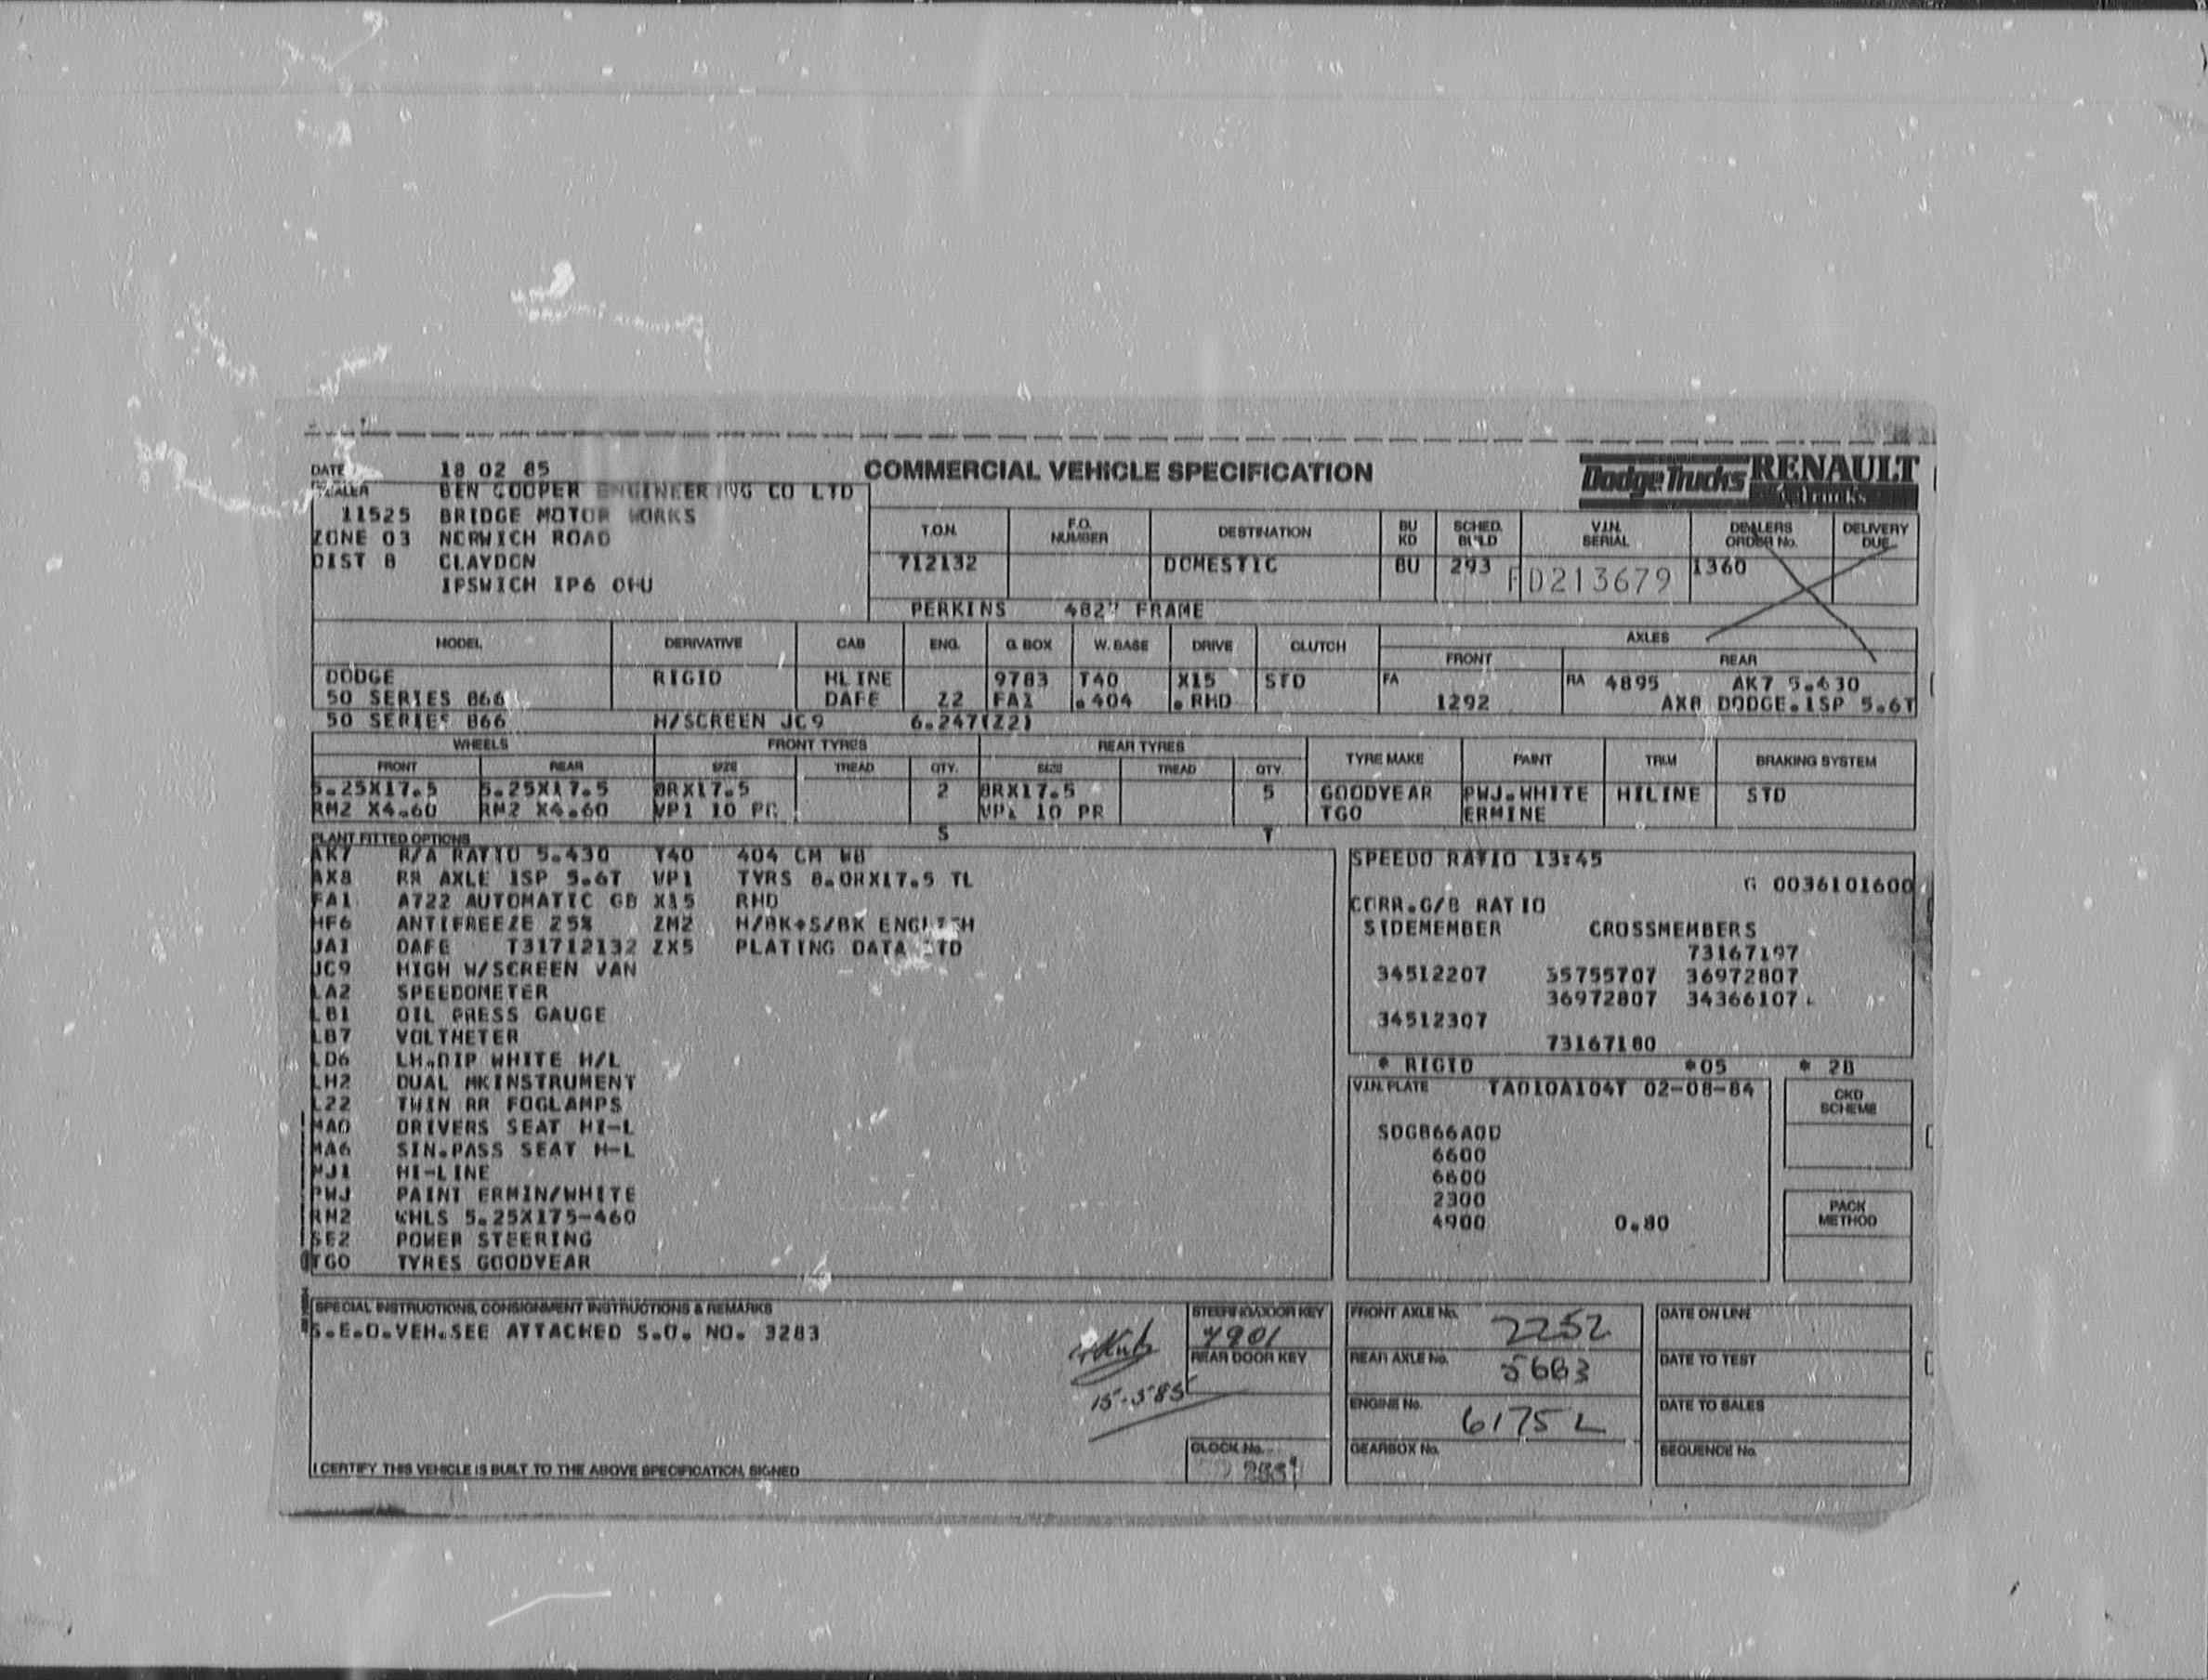 DATE 18 02 85
COMMERCIAL VEHICLE SPECIFICATION
Dodge Trucks RENAULT
DEALER BEN COOPER ENGINEERING CO LTD
11525 BRIDGE MOTOR WORKS
ZONE 03 NORWICH ROAD
DIST 8 CLAYDON
IPSWICH IP6
T.O.N. F.O. NUMBER DESTINATION BU KD SCHED. BUILD V.I.N. SERIAL DEALERS ORDER No. DELIVERY DUE
712132 DOMESTIC BU 293 FD213679 1360
PERKINS 482" FRAME
MODEL DERIVATIVE CAB ENG. G. BOX W. BASE DRIVE CLUTCH AXLES
FRONT REAR
DODGE RIGID HLINE 9783 T40 X15 STD FA RA 4895 AK7 5.430
50 SERIES 866 DAFE Z2 FA1 .404 .RHD 1292 AX8 DODGE.1SP 5.6T
50 SERIES 866 H/SCREEN JC9 6.247(Z2)
WHEELS FRONT TYRES REAR TYRES TYRE MAKE PAINT TRIM BRAKING SYSTEM
FRONT REAR SIZE TREAD QTY. SIZE TREAD QTY.
5.25X17.5 5.25X17.5 8RX17.5 2 8RX17.5 5 GOODYEAR PWJ.WHITE HILINE STD
RM2 X4.60 RM2 X4.60 VP1 10 PR VP1 10 PR TGO ERMINE
S T
PLANT FITTED OPTIONS
AK7 R/A RATIO 5.430 T40 404 CM WB
AX8 RR AXLE 1SP 5.6T VP1 TYRS 8.0RX17.5 TL
FA1 A722 AUTOMATIC GB X15 RHD
HF6 ANTIFREEZE 25% ZM2 H/BK+S/BK ENGLISH
JA1 DAFE T31712132 ZX5 PLATING DATA STD
JC9 HIGH W/SCREEN VAN
LA2 SPEEDOMETER
LB1 OIL PRESS GAUGE
LB7 VOLTMETER
LD6 LH.DIP WHITE H/L
LH2 DUAL MKINSTRUMENT
L22 TWIN RR FOGLAMPS
MA0 DRIVERS SEAT HI-L
MA6 SIN.PASS SEAT H-L
MJ1 HI-LINE
PWJ PAINT ERMIN/WHITE
RM2 WHLS 5.25X175-460
SE2 POWER STEERING
TGO TYRES GOODYEAR
SPEEDO RATIO 13:45
G 0036101600
CORR.G/B RATIO
SIDEMEMBER CROSSMEMBERS
73167197
34512207 35755707 36972807
36972807 34366107
34512307
73167180
* RIGID *05 * 28
V.I.N. PLATE TA010A104T 02-08-84
CKD SCHEME
SDGB66A0D
6600
6600
2300
4900 0.80
PACK METHOD
SPECIAL INSTRUCTIONS, CONSIGNMENT INSTRUCTIONS & REMARKS
S.E.O.VEH.SEE ATTACHED S.O. NO. 3283
15-3 85
I CERTIFY THIS VEHICLE IS BUILT TO THE ABOVE SPECIFICATION, SIGNED
STEERING/DOOR KEY
4901
REAR DOOR KEY
CLOCK No.
FRONT AXLE No. 2252
REAR AXLE No. 5663
ENGINE No. 6175 L
GEARBOX No.
DATE ON LINE
DATE TO TEST
DATE TO SALES
SEQUENCE No.